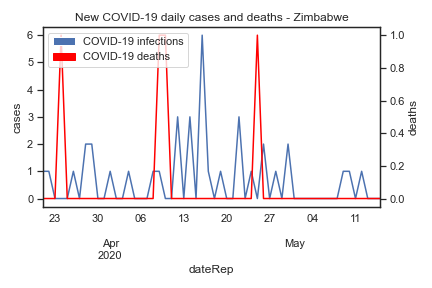 New COVID-19 daily cases and deaths - Zimbabwe
COVID-19 infections
COVID-19 deaths
6
5
4
3
2
1
0
cases
1.0
0.8
0.6
0.4
0.2
0.0
deaths
23 30 06 13 20 27 04 11
Apr May
2020
dateRep